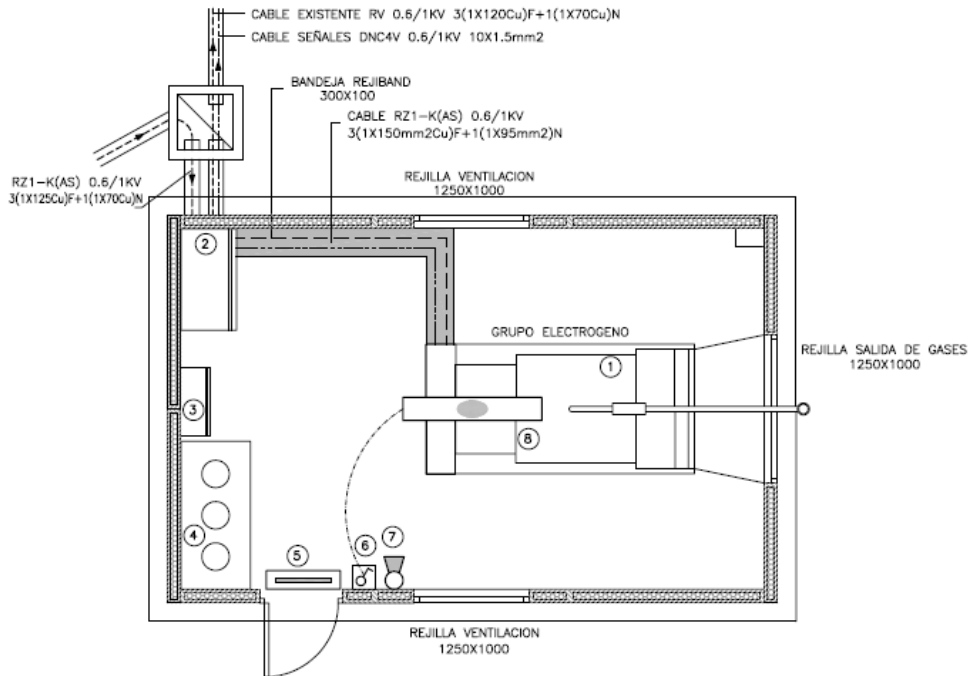 CABLE EXISTENTE RV 0.6/1KV 3(1X120Cu)F+1(1X70Cu)N
CABLE SEÑALES DNC4V 0.6/1KV 10X1.5mm2
BANDEJA REJIBAND
300X100
CABLE RZ1-K(AS) 0.6/1KV
3(1X150mm2Cu)F+1(1X95mm2)N
RZ1-K(AS) 0.6/1KV
3(1X125Cu)F+1(1X70Cu)N
REJILLA VENTILACION
1250X1000
2
GRUPO ELECTROGENO
1
REJILLA SALIDA DE GASES
1250X1000
3
8
4
5
6
7
REJILLA VENTILACION
1250X1000